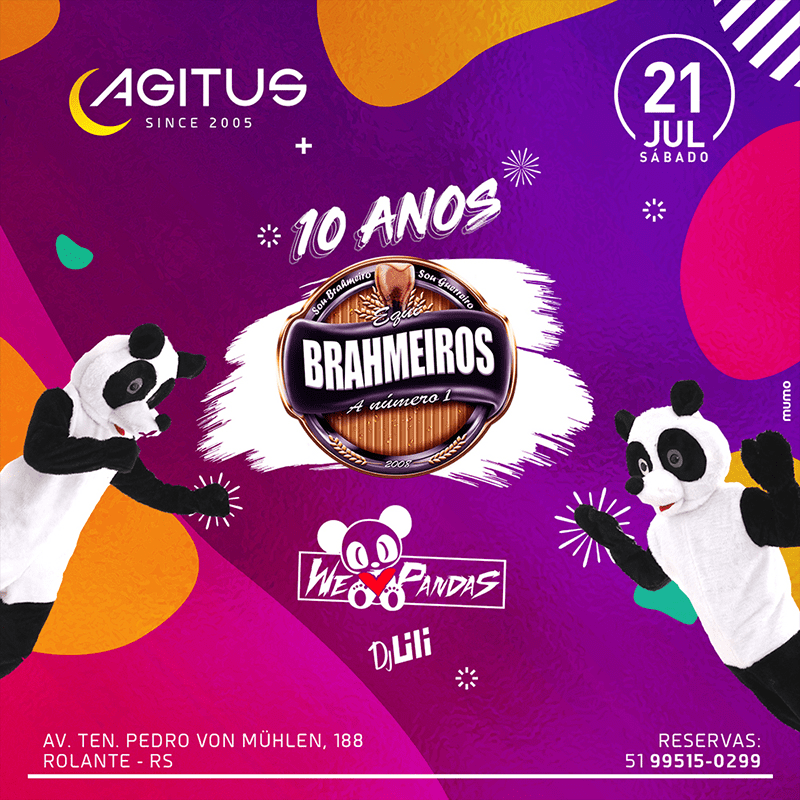 AGITUS
SINCE 2005
21
JUL
SÁBADO
10 ANOS
Sou Brahmeiro Sou Guerreiro
Equi
BRAHMEIROS
A número 1
2008
mumo
WE PANDAS
Dj Lili
AV. TEN. PEDRO VON MÜHLEN, 188
ROLANTE - RS
RESERVAS:
51 99515-0299